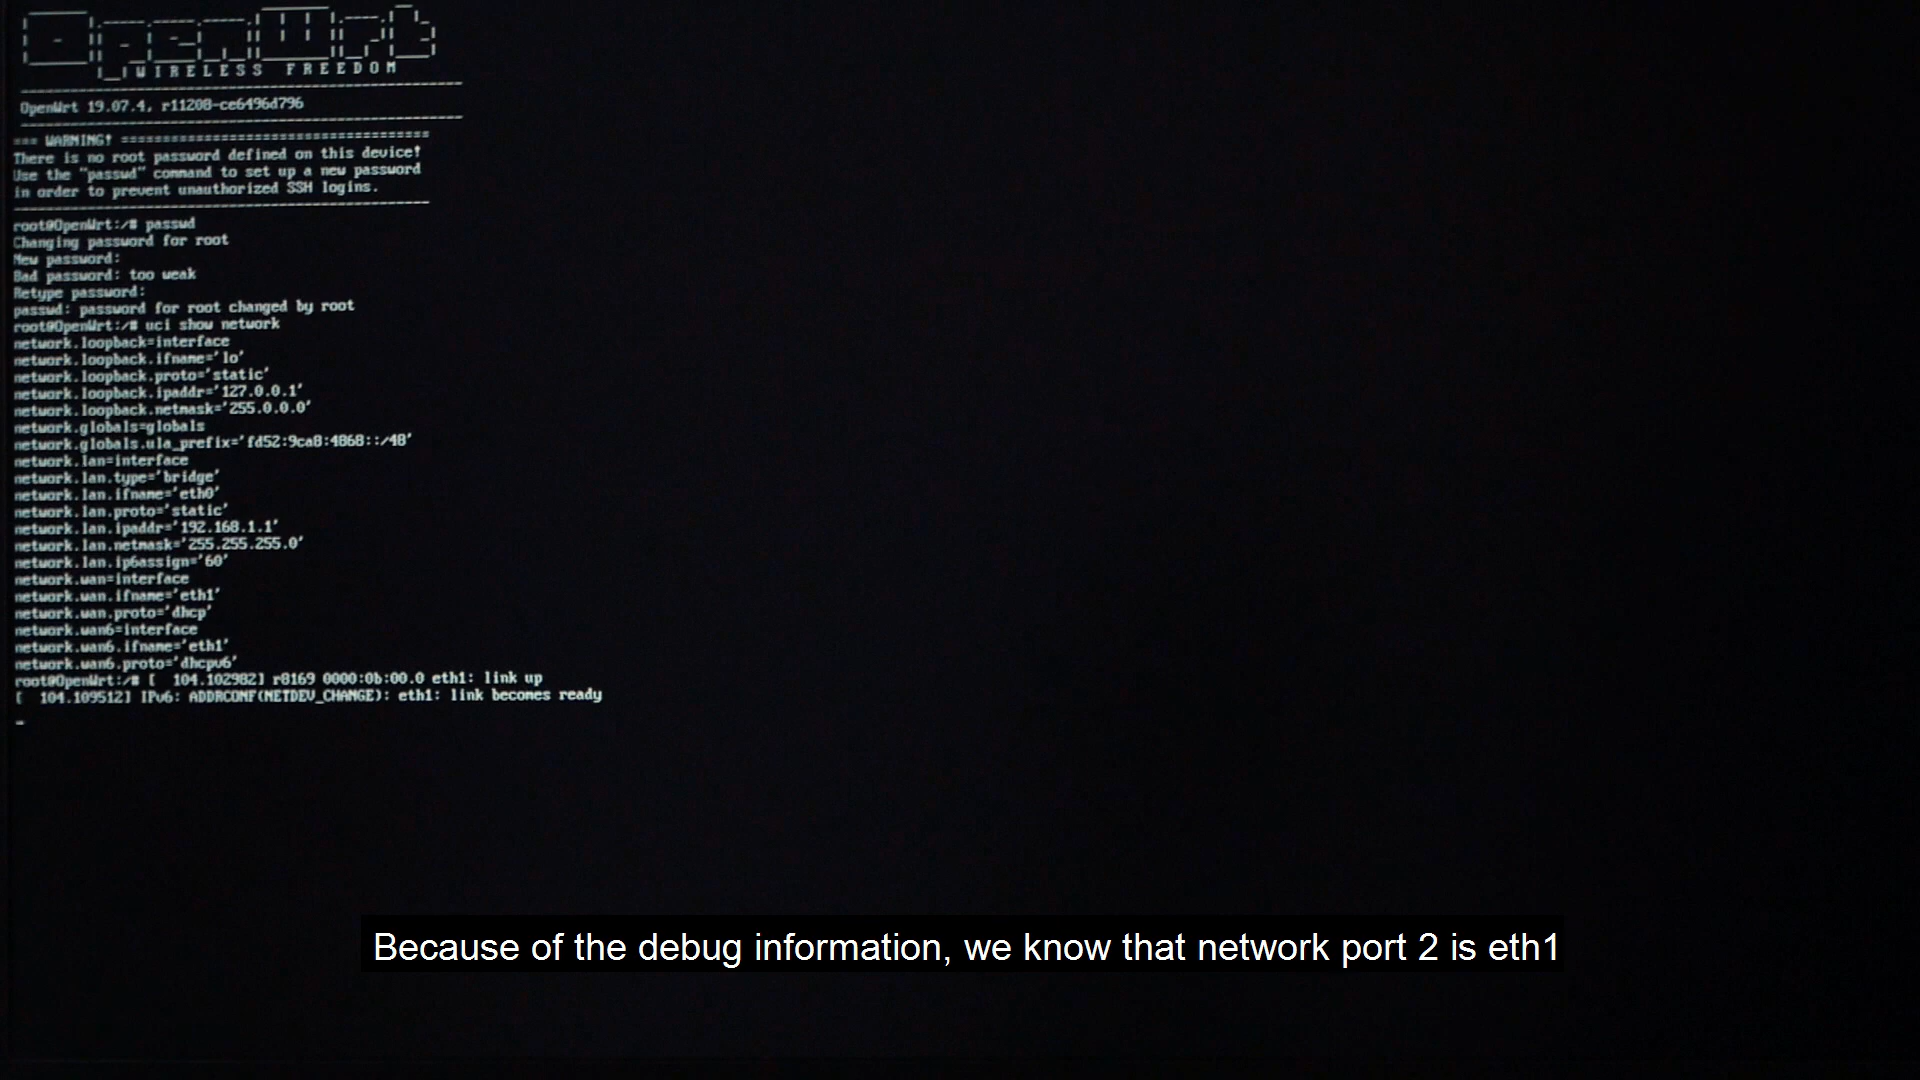 OpenWrt
W I R E L E S S   F R E E D O M
OpenWrt 19.07.4, r11208-ce6496d796
=== WARNING! =====================================
There is no root password defined on this device!
Use the "passwd" command to set up a new password
in order to prevent unauthorized SSH logins.
root@OpenWrt:/# passwd
Changing password for root
New password:
Bad password: too weak
Retype password:
passwd: password for root changed by root
root@OpenWrt:/# uci show network
network.loopback=interface
network.loopback.ifname='lo'
network.loopback.proto='static'
network.loopback.ipaddr='127.0.0.1'
network.loopback.netmask='255.0.0.0'
network.globals=globals
network.globals.ula_prefix='fd52:9ca8:4868::/48'
network.lan=interface
network.lan.type='bridge'
network.lan.ifname='eth0'
network.lan.proto='static'
network.lan.ipaddr='192.168.1.1'
network.lan.netmask='255.255.255.0'
network.lan.ip6assign='60'
network.wan=interface
network.wan.ifname='eth1'
network.wan.proto='dhcp'
network.wan6=interface
network.wan6.ifname='eth1'
network.wan6.proto='dhcpv6'
root@OpenWrt:/# [  104.102982] r8169 0000:0b:00.0 eth1: link up
[  104.109512] IPv6: ADDRCONF(NETDEV_CHANGE): eth1: link becomes ready
Because of the debug information, we know that network port 2 is eth1